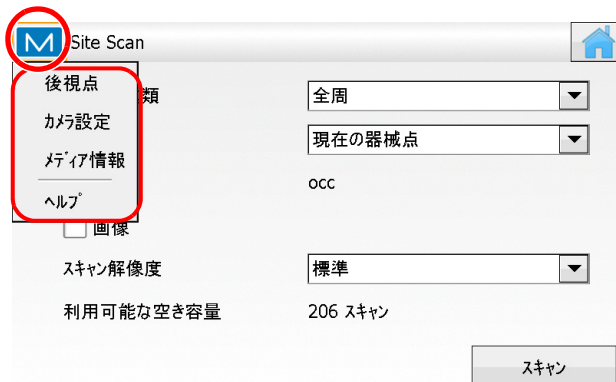 M Site Scan
後視点
類 全周
カメラ設定
現在の器械点
メディア情報
occ
ヘルプ
画像
スキャン解像度 標準
利用可能な空き容量 206 スキャン
スキャン